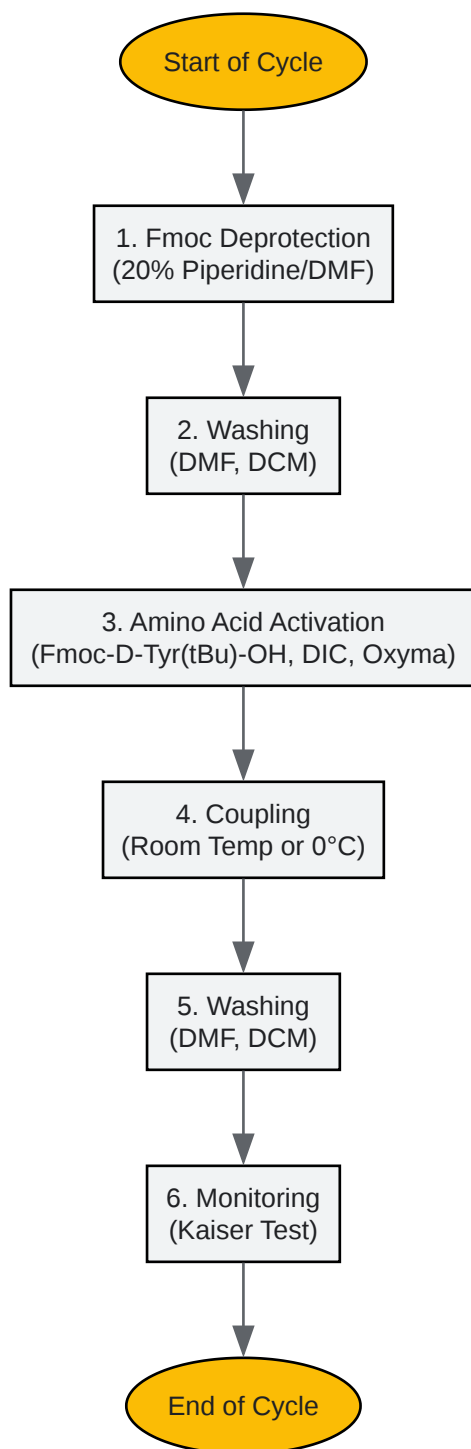 Start of Cycle
1. Fmoc Deprotection
(20% Piperidine/DMF)
2. Washing
(DMF, DCM)
3. Amino Acid Activation
(Fmoc-D-Tyr(tBu)-OH, DIC, Oxyma)
4. Coupling
(Room Temp or 0°C)
5. Washing
(DMF, DCM)
6. Monitoring
(Kaiser Test)
End of Cycle